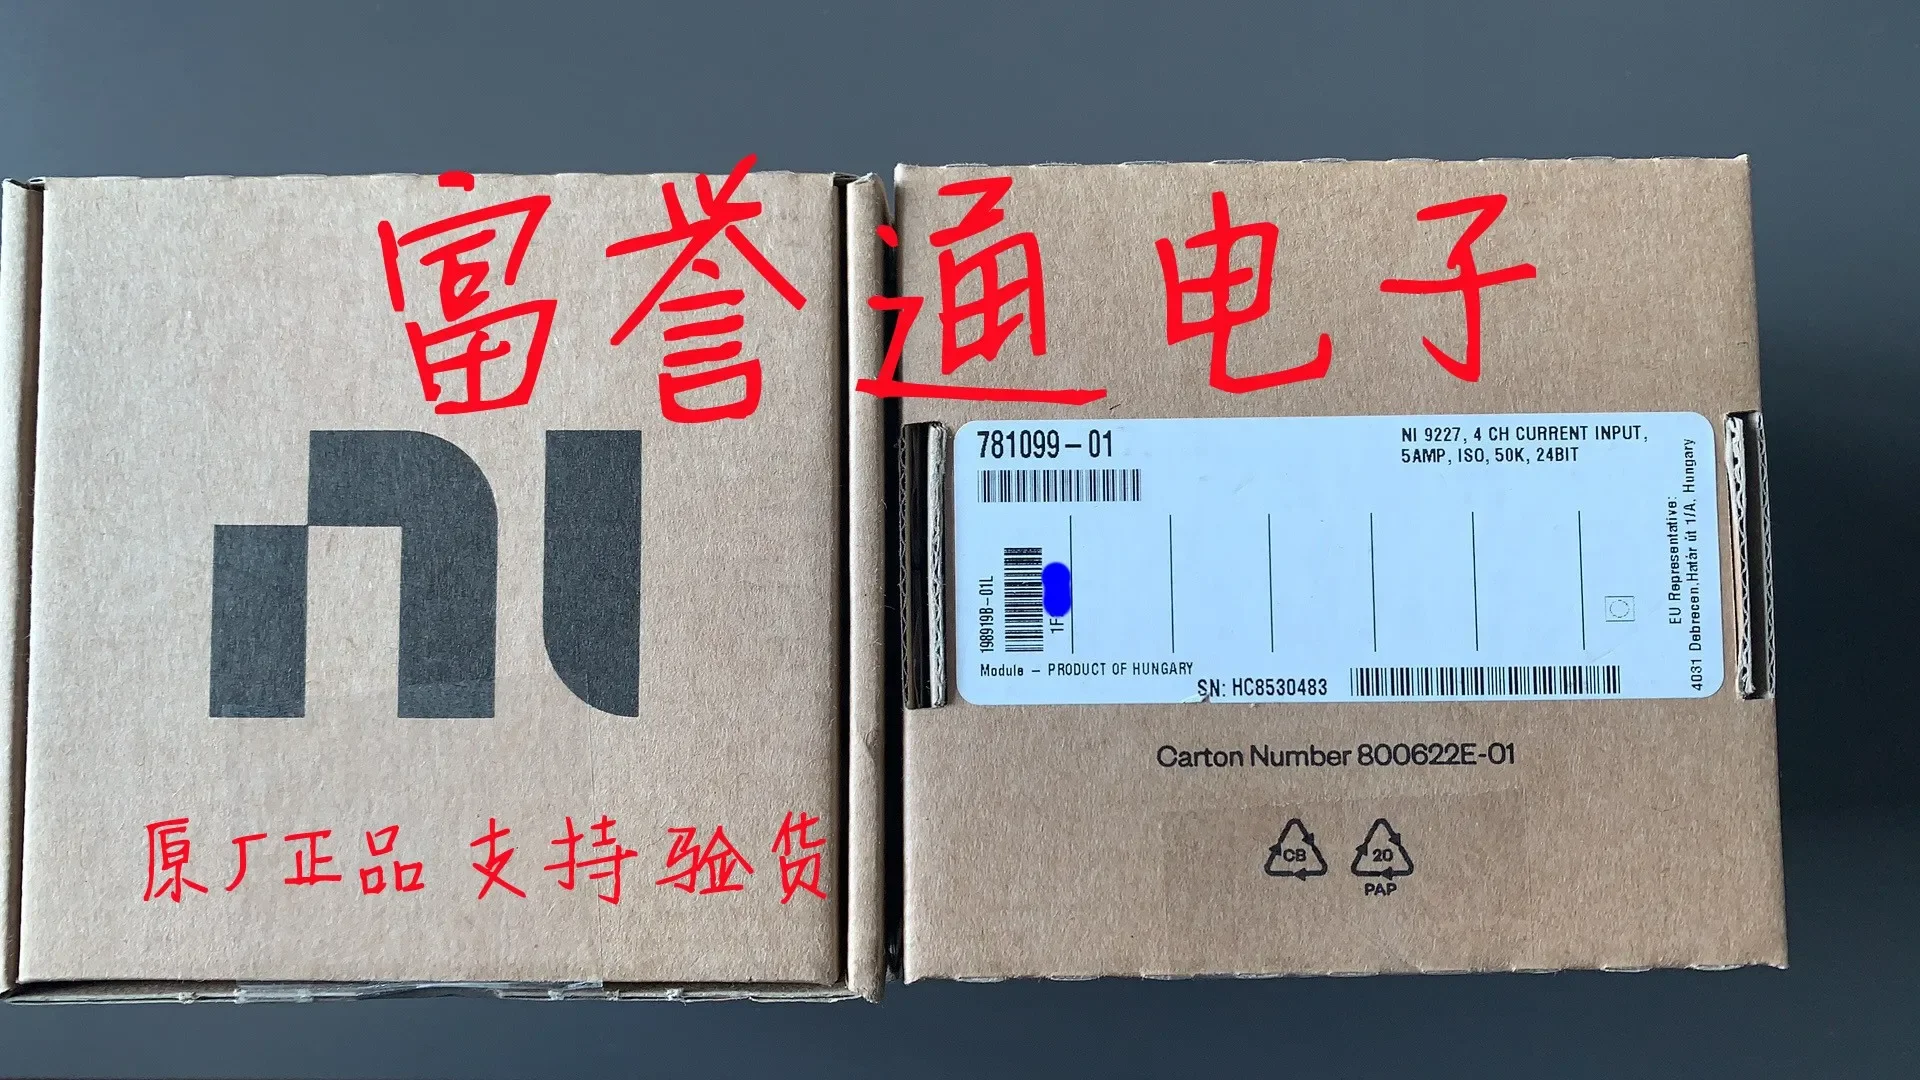 富誉通电子
ni
原厂正品 支持验货
781099-01
NI 9227, 4 CH CURRENT INPUT,
5AMP, ISO, 50K, 24BIT
198919B-01L
1F
Module - PRODUCT OF HUNGARY
SN: HC8530483
EU Representative:
4031 Debrecen.Határ út 1/A. Hungary
Carton Number 800622E-01
CB
20
PAP